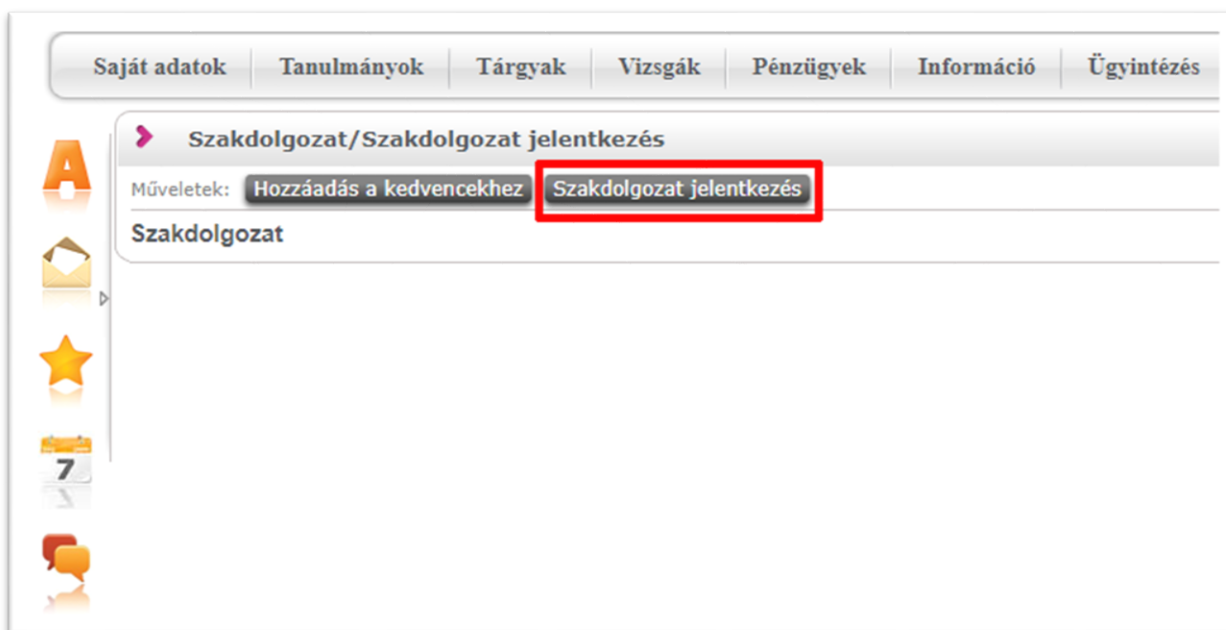 Saját adatok Tanulmányok Tárgyak Vizsgák Pénzügyek Információ Ügyintézés
Szakdolgozat/Szakdolgozat jelentkezés
Műveletek: Hozzáadás a kedvencekhez Szakdolgozat jelentkezés
Szakdolgozat
A
7